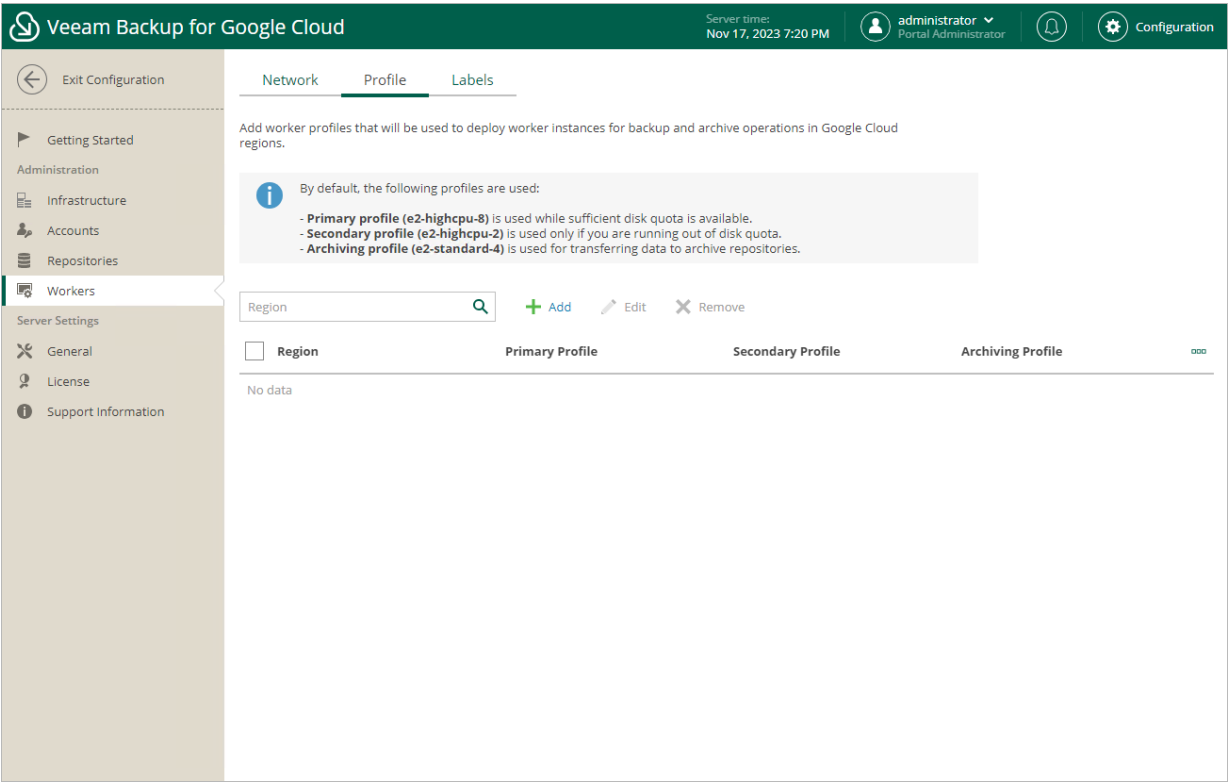 Veeam Backup for Google Cloud
Server time:
Nov 17, 2023 7:20 PM
administrator
Portal Administrator
Configuration
Exit Configuration
Getting Started
Administration
Infrastructure
Accounts
Repositories
Workers
Server Settings
General
License
Support Information
Network Profile Labels
Add worker profiles that will be used to deploy worker instances for backup and archive operations in Google Cloud
regions.
By default, the following profiles are used:
- Primary profile (e2-highcpu-8) is used while sufficient disk quota is available.
- Secondary profile (e2-highcpu-2) is used only if you are running out of disk quota.
- Archiving profile (e2-standard-4) is used for transferring data to archive repositories.
Region Add Edit Remove
Region Primary Profile Secondary Profile Archiving Profile
No data